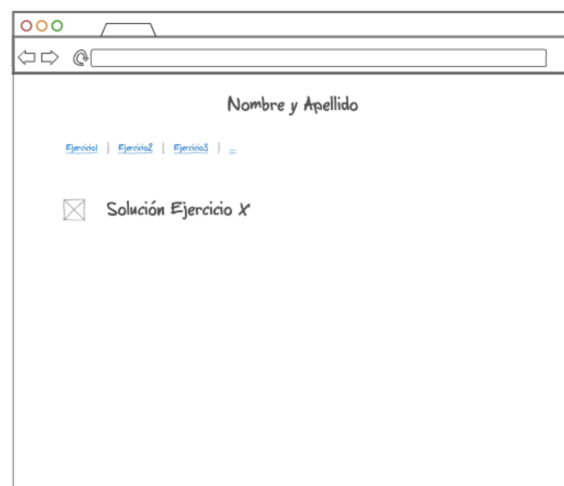 Nombre y Apellido
Ejercicio1 | Ejercicio2 | Ejercicio3 | ...
Solución Ejercicio X